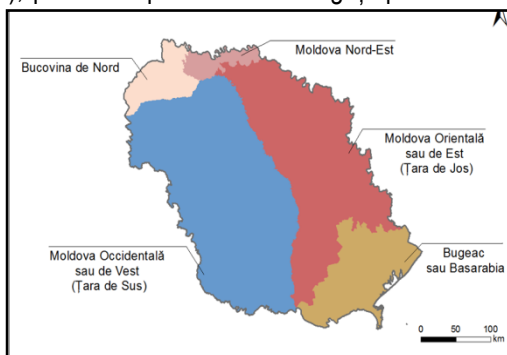 Moldova Nord-Est
Bucovina de Nord
Moldova Orientală
sau de Est
(Țara de Jos)
Moldova Occidentală
sau de Vest
(Țara de Sus)
Bugeac
sau Basarabia
0 50 100
km